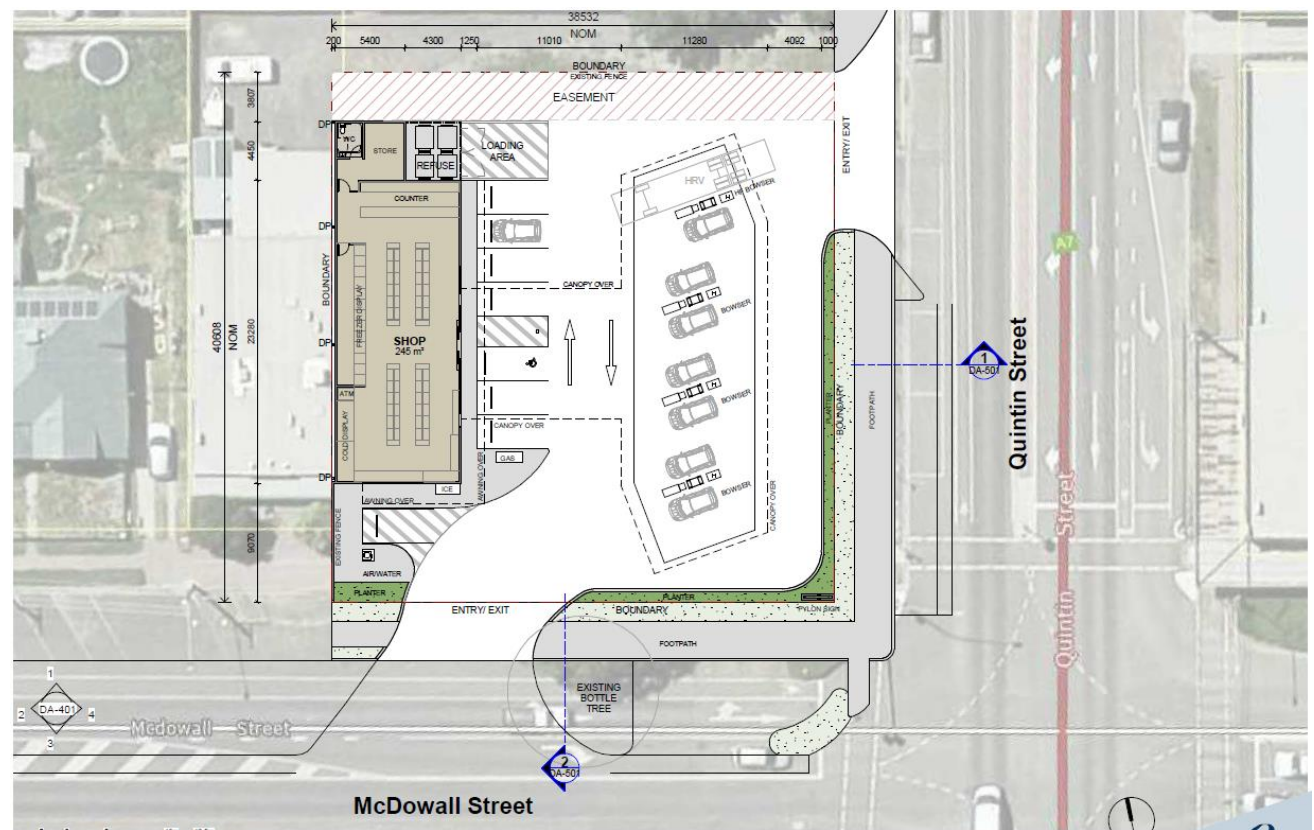 38532
NOM
200 5400 4300 1250 11010 11280 4092 1000
BOUNDARY
EXISTING FENCE
EASEMENT
3807
4450
23280
9070
40608
NOM
BOUNDARY
DP
DP
DP
DP
WC
STORE
REFUSE
LOADING
AREA
COUNTER
FREEZER DISPLAY
SHOP
245 m²
ATM
COLD DISPLAY
ICE
GAS
AWNING OVER
AWNING OVER
CANOPY OVER
CANOPY OVER
CANOPY OVER
HRV
HF BOWSER
BOWSER
BOWSER
BOWSER
ENTRY/ EXIT
A7
1
DA-501
Quintin Street
PLANTER
BOUNDARY
FOOTPATH
EXISTING FENCE
AIR/WATER
PLANTER
ENTRY/ EXIT
BOUNDARY
PLANTER
PYLON SIGN
FOOTPATH
EXISTING
BOTTLE
TREE
Quintin Street
1
2 DA-401 4
3
Mcdowall Street
2
DA-501
McDowall Street